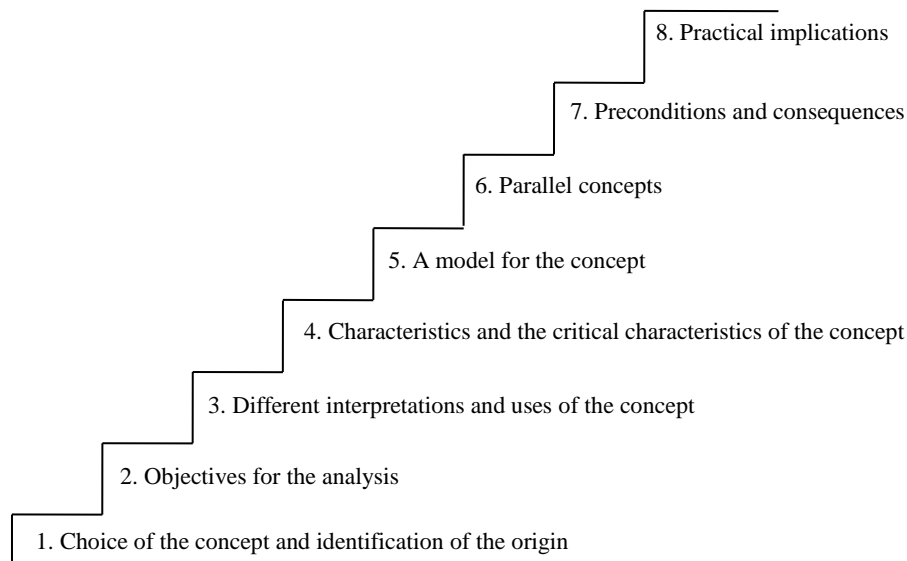 8. Practical implications
7. Preconditions and consequences
6. Parallel concepts
5. A model for the concept
4. Characteristics and the critical characteristics of the concept
3. Different interpretations and uses of the concept
2. Objectives for the analysis
1. Choice of the concept and identification of the origin